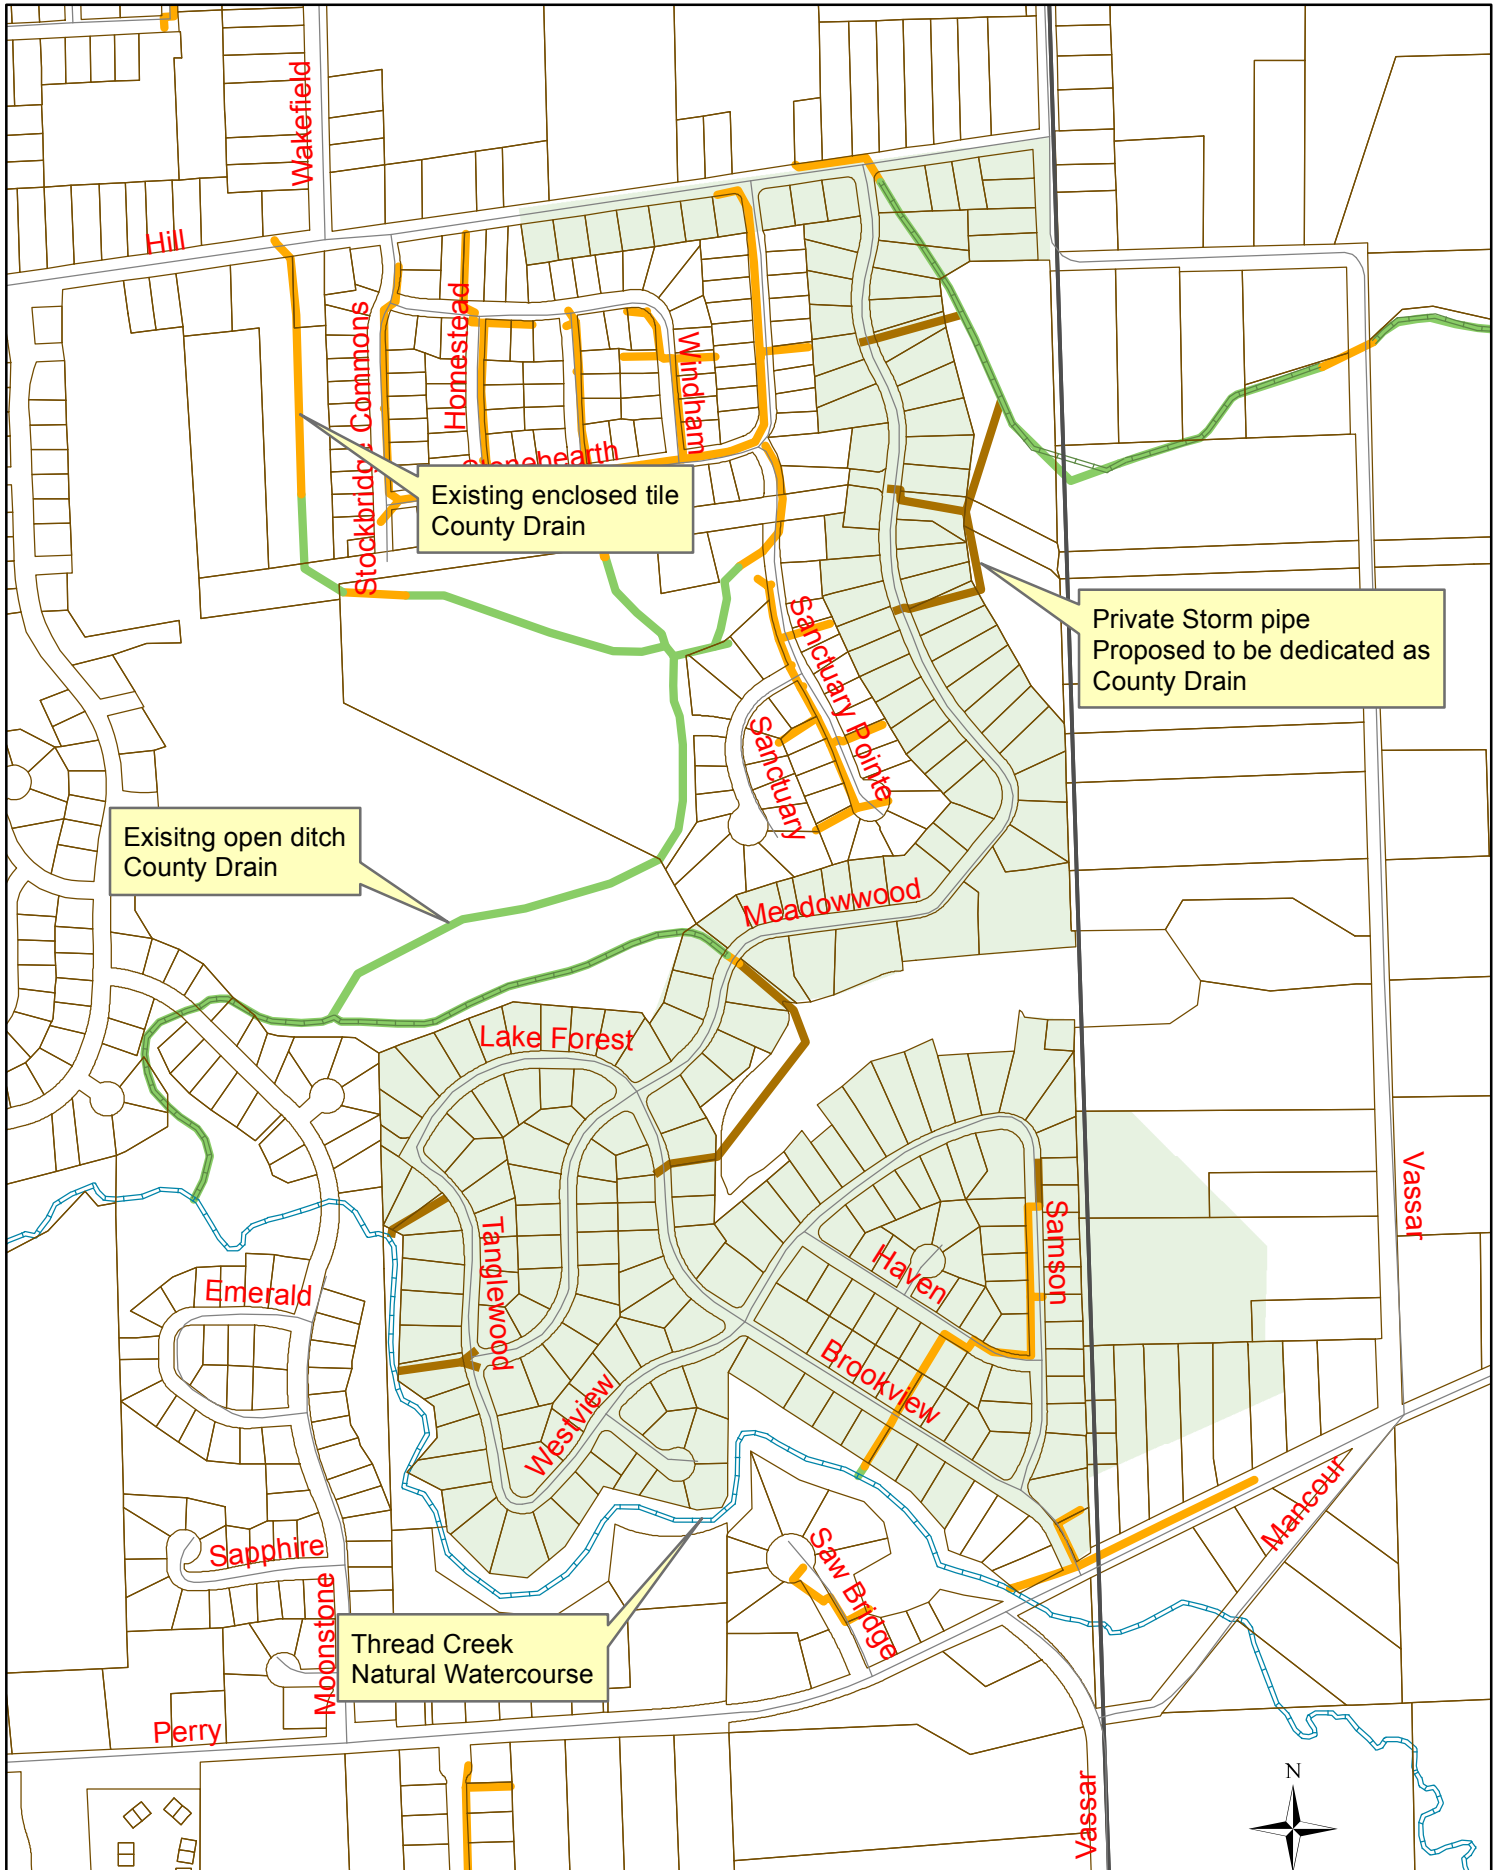 Wakefield
Hill
Stockbridge Commons
Homestead
Windham
Stonehearth
Existing enclosed tile
County Drain
Private Storm pipe
Proposed to be dedicated as
County Drain
Sanctuary Pointe
Sanctuary
Exisitng open ditch
County Drain
Meadowwood
Lake Forest
Vassar
Samson
Tanglewood
Haven
Emerald
Brookview
Westview
Mancour
Sapphire
Saw Bridge
Moonstone
Thread Creek
Natural Watercourse
Perry
Vassar
N